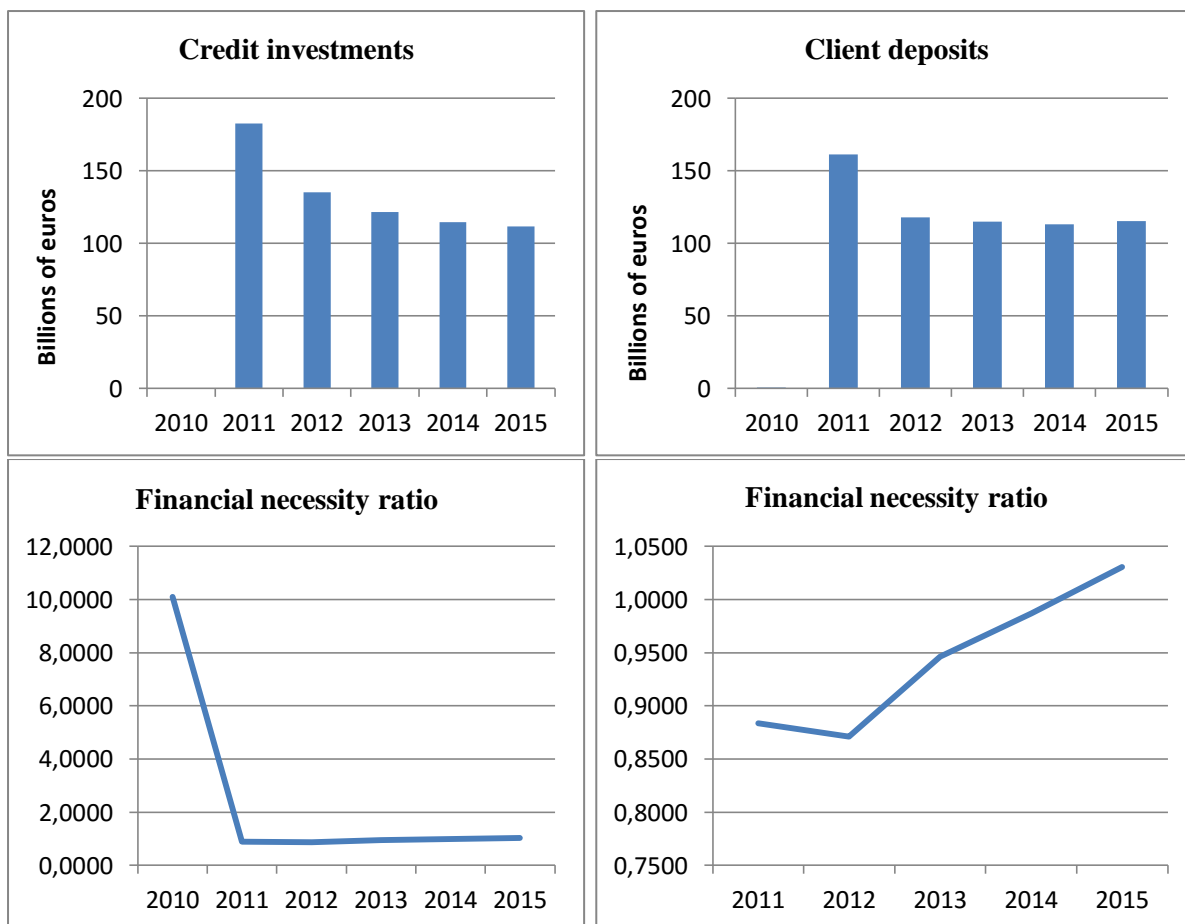 Credit investments
Billions of euros
200
150
100
50
0
2010 2011 2012 2013 2014 2015
Client deposits
Billions of euros
200
150
100
50
0
2010 2011 2012 2013 2014 2015
Financial necessity ratio
12,0000
10,0000
8,0000
6,0000
4,0000
2,0000
0,0000
2010 2011 2012 2013 2014 2015
Financial necessity ratio
1,0500
1,0000
0,9500
0,9000
0,8500
0,8000
0,7500
2011 2012 2013 2014 2015